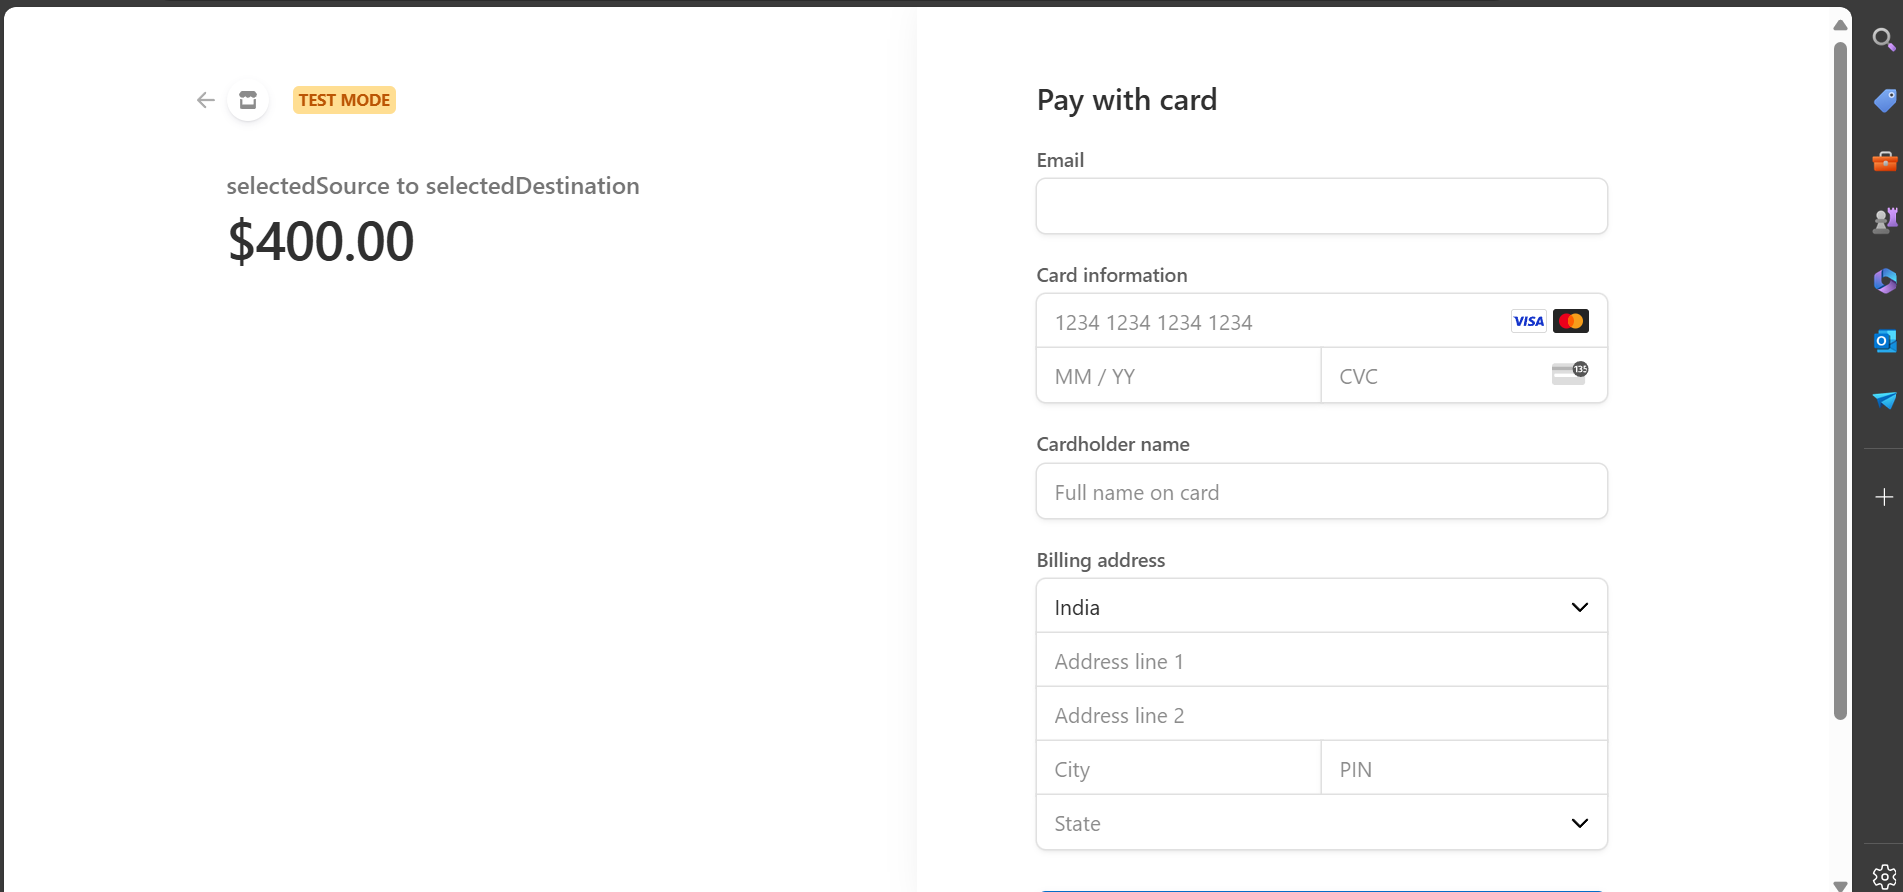 TEST MODE
selectedSource to selectedDestination
$400.00
Pay with card
Email
Card information
1234 1234 1234 1234
VISA
MM / YY
CVC
135
Cardholder name
Full name on card
Billing address
India
Address line 1
Address line 2
City
PIN
State